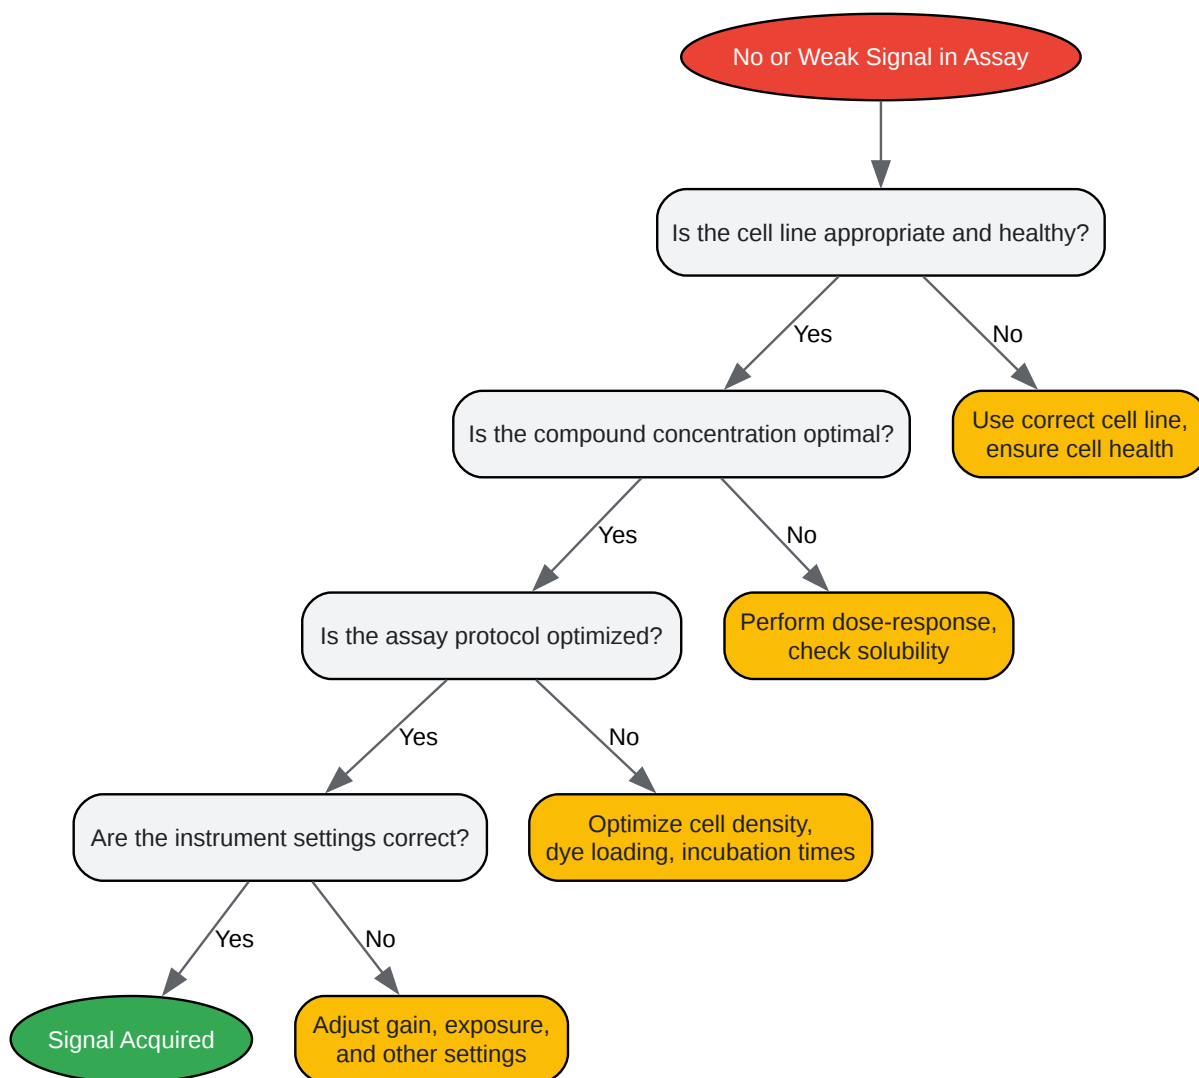 No or Weak Signal in Assay
Is the cell line appropriate and healthy?
Yes
No
Is the compound concentration optimal?
Use correct cell line,
ensure cell health
Yes
No
Is the assay protocol optimized?
Perform dose-response,
check solubility
Yes
No
Are the instrument settings correct?
Optimize cell density,
dye loading, incubation times
Yes
No
Signal Acquired
Adjust gain, exposure,
and other settings